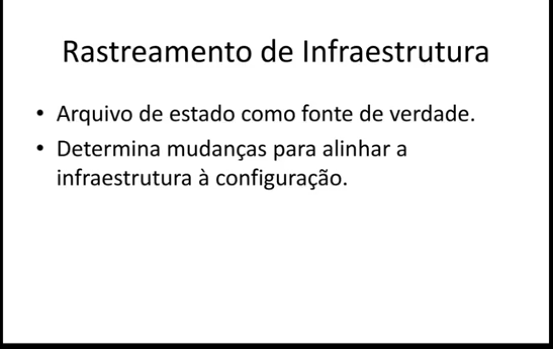 Rastreamento de Infraestrutura
• Arquivo de estado como fonte de verdade.
• Determina mudanças para alinhar a
infraestrutura à configuração.